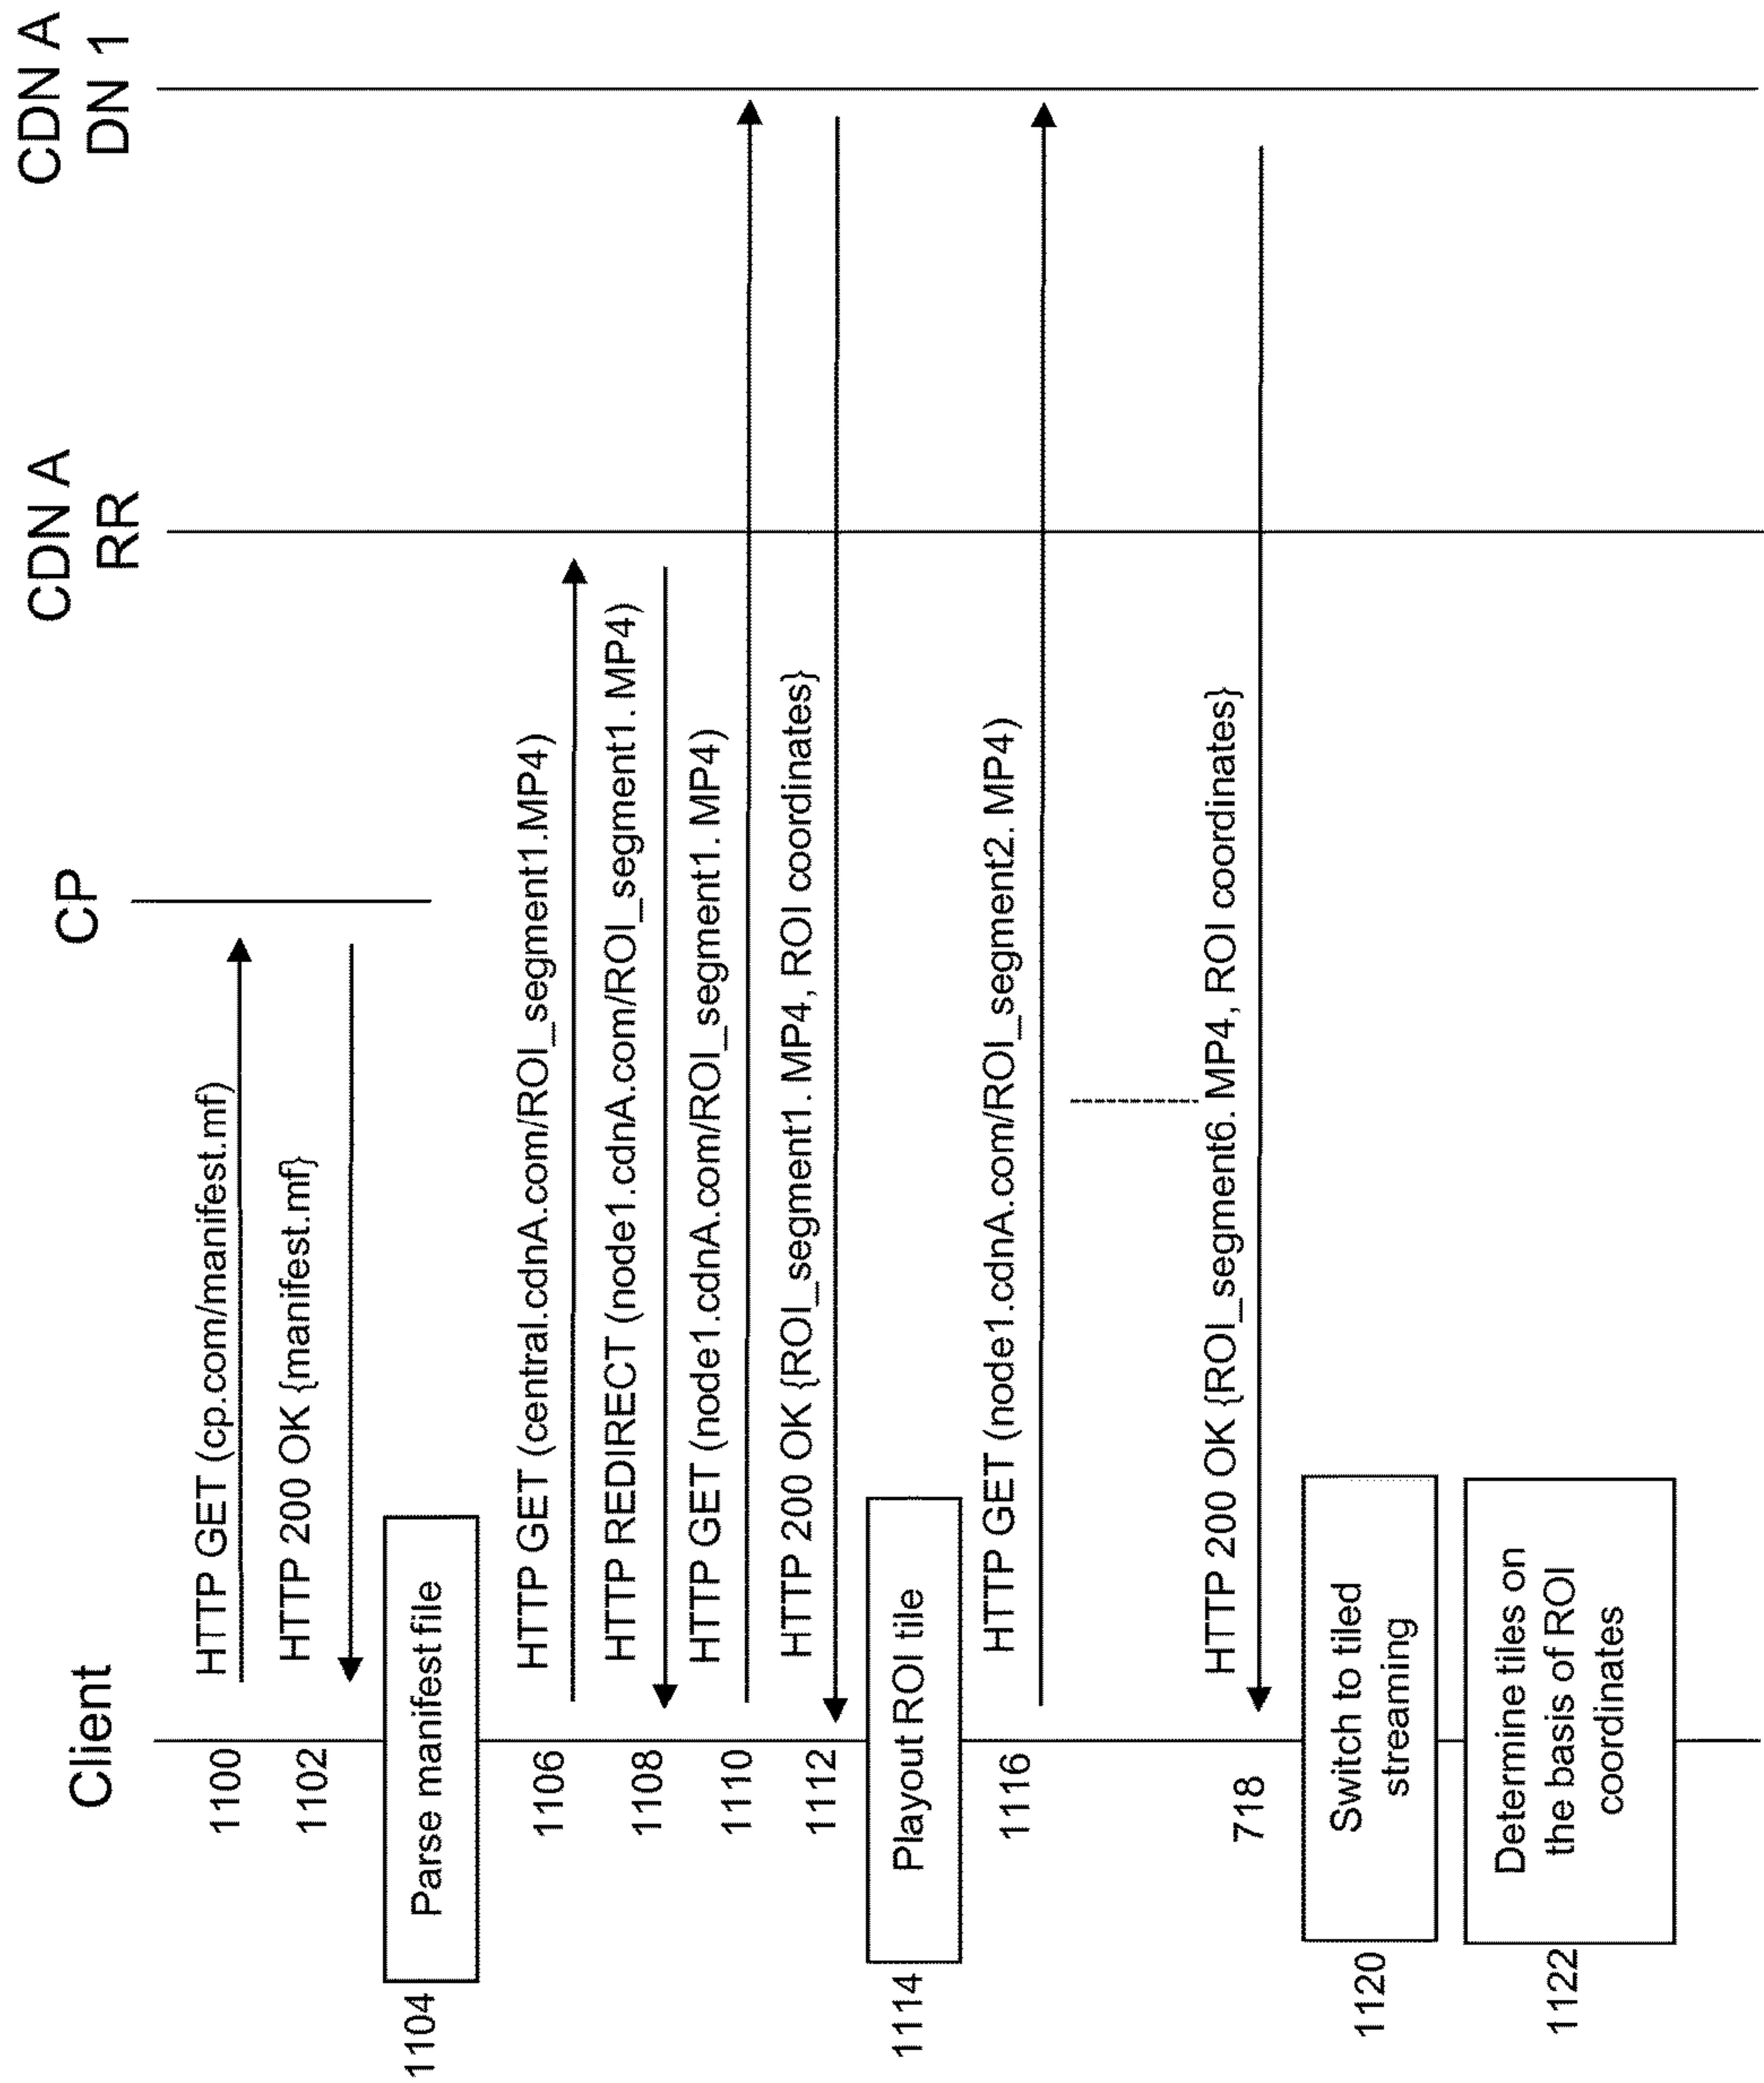 Client
CP
CDN A
RR
CDN A
DN 1
1100
HTTP GET (cp.com/manifest.mf)
1102
HTTP 200 OK {manifest.mf}
1104
Parse manifest file
1106
HTTP GET (central.cdnA.com/ROI_segment1.MP4)
1108
HTTP REDIRECT (node1.cdnA.com/ROI_segment1. MP4)
1110
HTTP GET (node1.cdnA.com/ROI_segment1. MP4)
1112
HTTP 200 OK {ROI_segment1. MP4, ROI coordinates}
1114
Playout ROI tile
1116
HTTP GET (node1.cdnA.com/ROI_segment2. MP4)
718
HTTP 200 OK {ROI_segment6. MP4, ROI coordinates}
1120
Switch to tiled
streaming
1122
Determine tiles on
the basis of ROI
coordinates